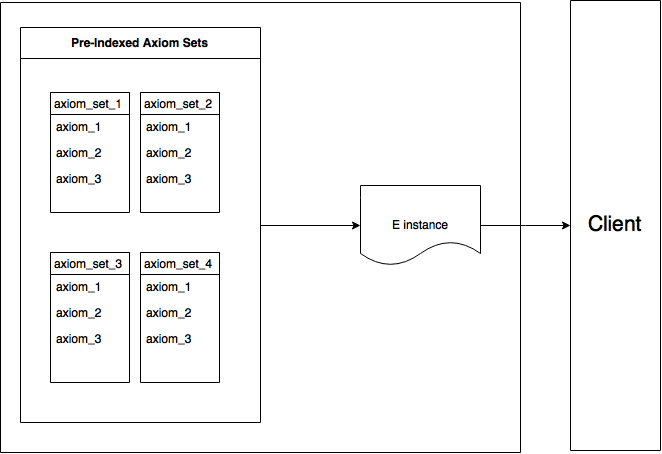 Pre-Indexed Axiom Sets
axiom_set_1
axiom_1
axiom_2
axiom_3
axiom_set_2
axiom_1
axiom_2
axiom_3
axiom_set_3
axiom_1
axiom_2
axiom_3
axiom_set_4
axiom_1
axiom_2
axiom_3
E instance
Client